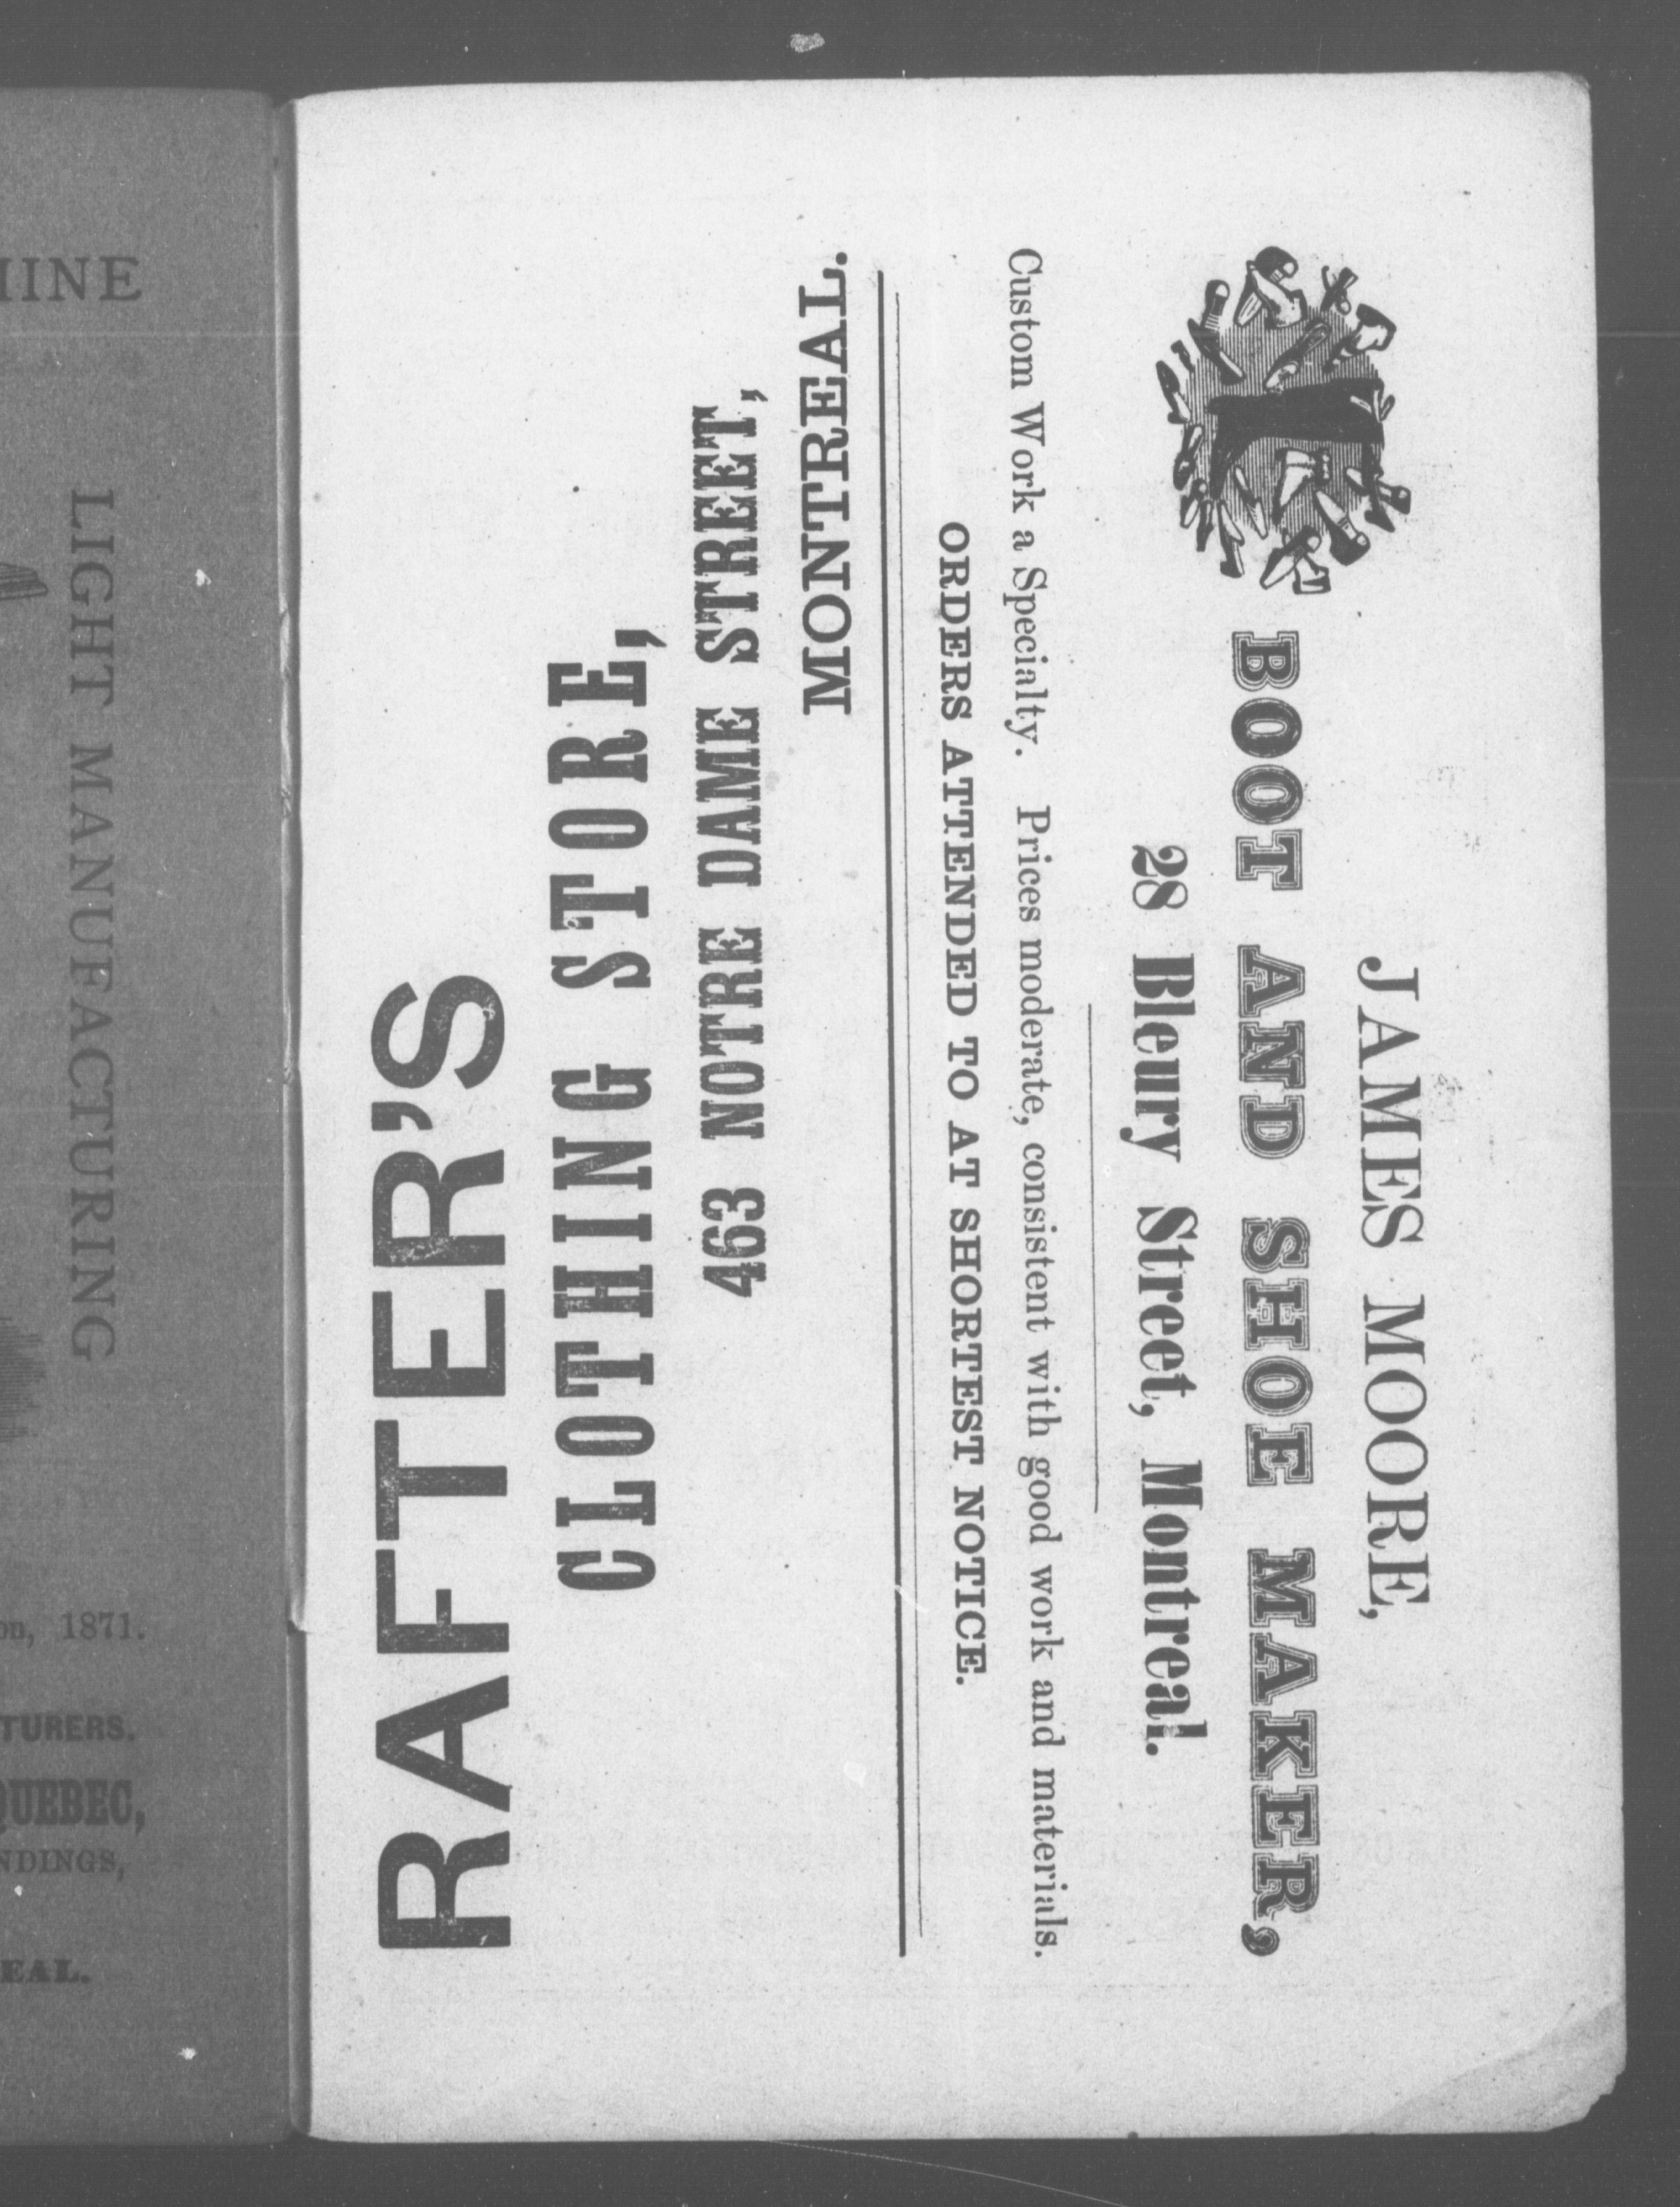 HINE
LIGHT MANUFACTURING
on, 1871.
TURERS.
QUEBEC,
NDINGS,
EAL.
RAFTER'S
CLOTHING STORE,
463 NOTRE DAME STREET,
MONTREAL.
JAMES MOORE,
BOOT AND SHOE MAKER,
28 Bleury Street, Montreal.
Custom Work a Specialty. Prices moderate, consistent with good work and materials.
ORDERS ATTENDED TO AT SHORTEST NOTICE.